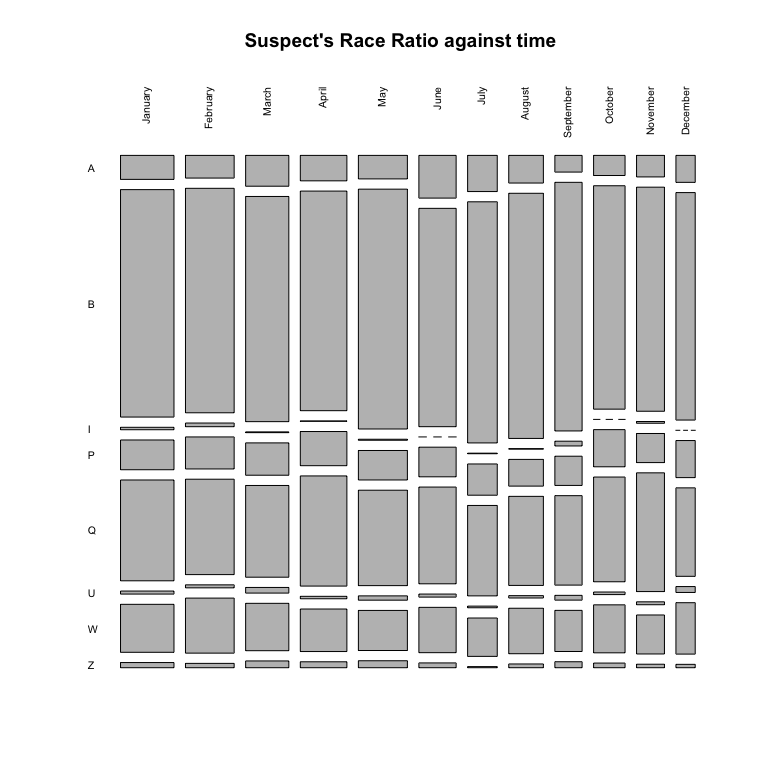 Suspect's Race Ratio against time
January February March April May June July August September October November December
A
B
I
P
Q
U
W
Z